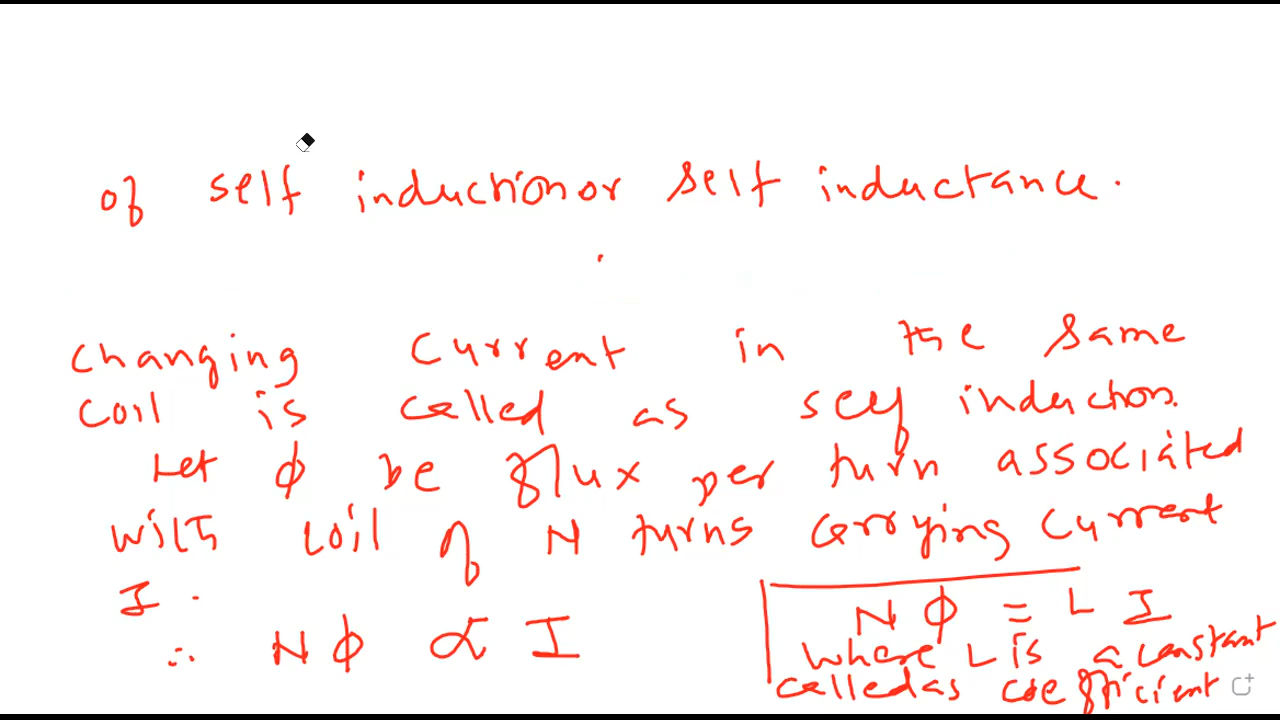 of self induction or self inductance.
changing current in the same
coil is called as self induction.
Let ϕ be flux per turn associated
with coil of N turns carrying current
I.
∴ Nϕ ∝ I
Nϕ = L I
where L is a constant
called as coefficient